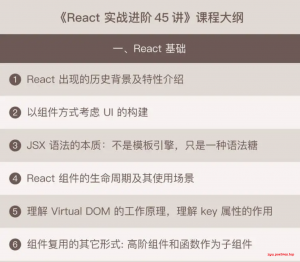 《React 实战进阶 45 讲》课程大纲
一、React 基础
1 React 出现的历史背景及特性介绍
2 以组件方式考虑 UI 的构建
3 JSX 语法的本质：不是模板引擎，只是一种语法糖
4 React 组件的生命周期及其使用场景
5 理解 Virtual DOM 的工作原理，理解 key 属性的作用
6 组件复用的其它形式: 高阶组件和函数作为子组件